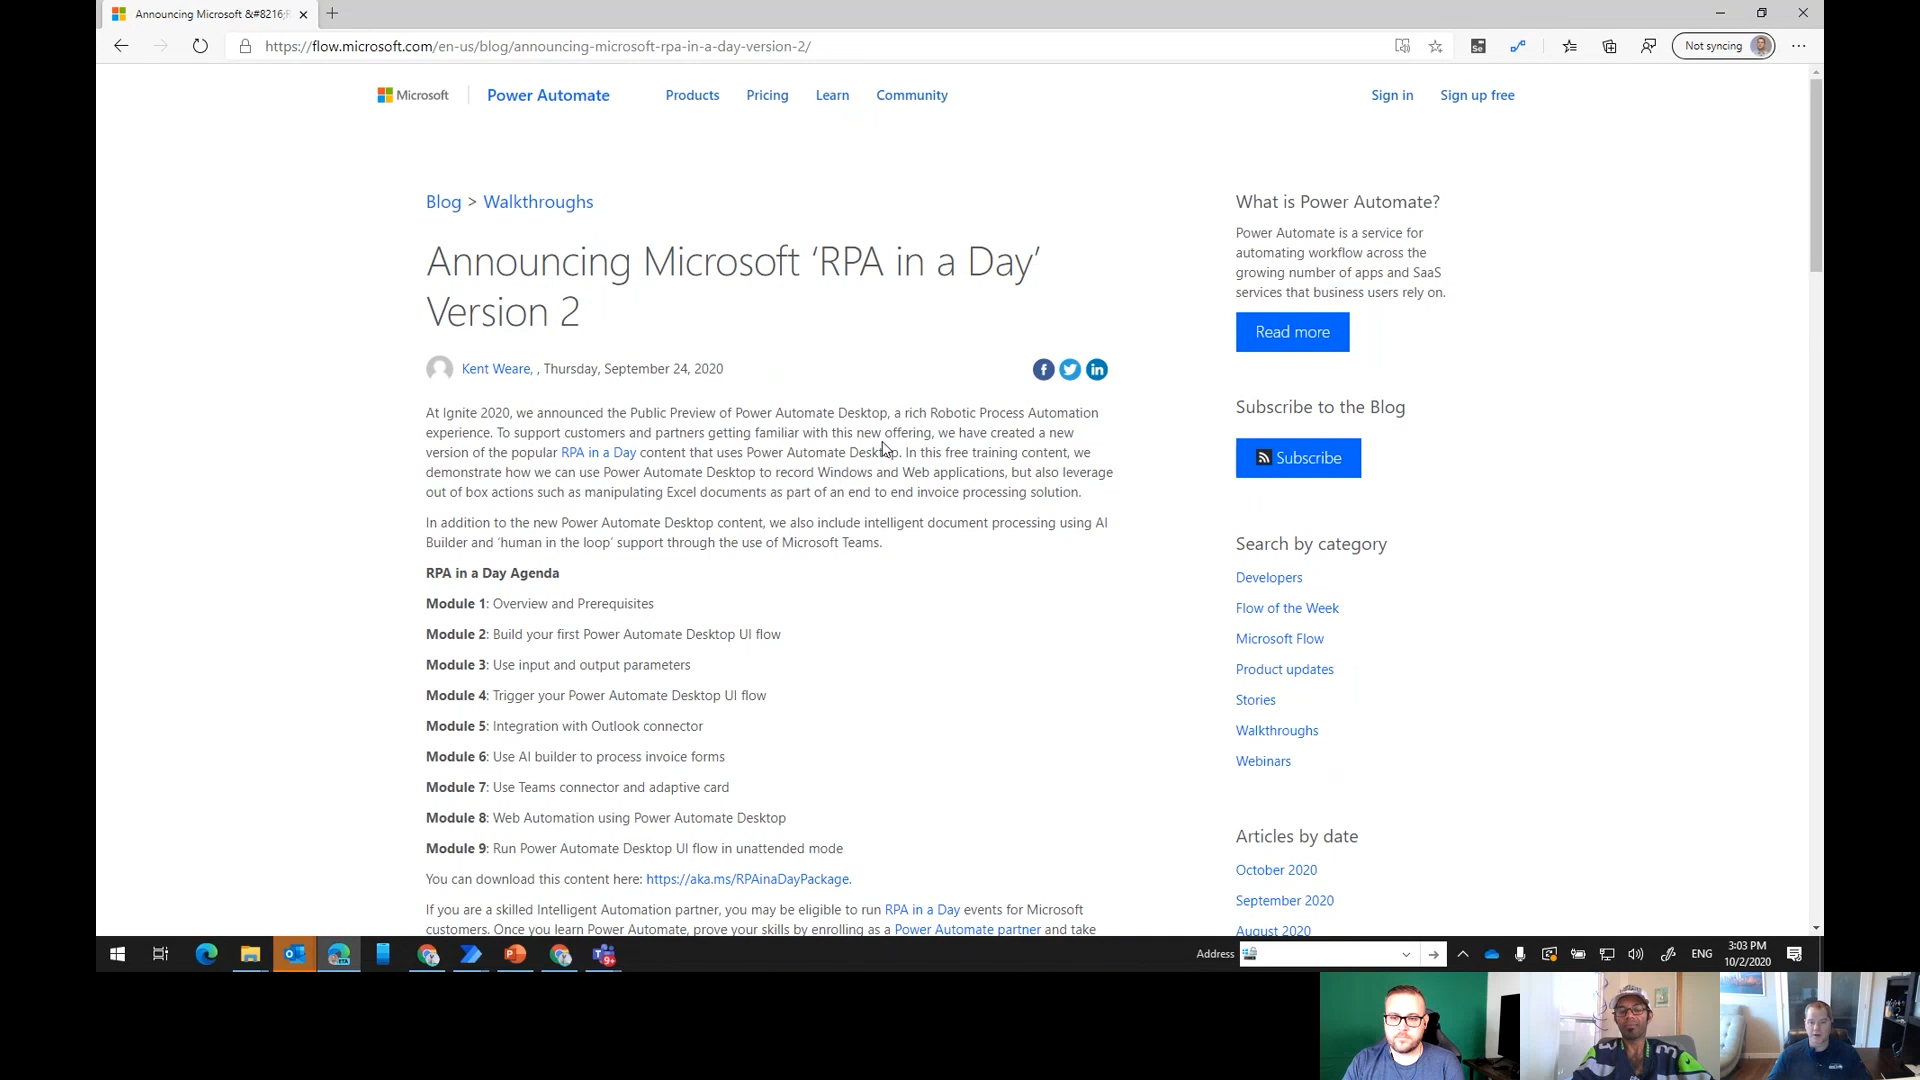 Announcing Microsoft &#8216;R
https://flow.microsoft.com/en-us/blog/announcing-microsoft-rpa-in-a-day-version-2/
Not syncing
Microsoft
Power Automate
Products
Pricing
Learn
Community
Sign in
Sign up free
Blog > Walkthroughs
Announcing Microsoft ‘RPA in a Day’
Version 2
Kent Weare, , Thursday, September 24, 2020
At Ignite 2020, we announced the Public Preview of Power Automate Desktop, a rich Robotic Process Automation
experience. To support customers and partners getting familiar with this new offering, we have created a new
version of the popular RPA in a Day content that uses Power Automate Desktop. In this free training content, we
demonstrate how we can use Power Automate Desktop to record Windows and Web applications, but also leverage
out of box actions such as manipulating Excel documents as part of an end to end invoice processing solution.
In addition to the new Power Automate Desktop content, we also include intelligent document processing using AI
Builder and ‘human in the loop’ support through the use of Microsoft Teams.
RPA in a Day Agenda
Module 1: Overview and Prerequisites
Module 2: Build your first Power Automate Desktop UI flow
Module 3: Use input and output parameters
Module 4: Trigger your Power Automate Desktop UI flow
Module 5: Integration with Outlook connector
Module 6: Use AI builder to process invoice forms
Module 7: Use Teams connector and adaptive card
Module 8: Web Automation using Power Automate Desktop
Module 9: Run Power Automate Desktop UI flow in unattended mode
You can download this content here: https://aka.ms/RPAinaDayPackage.
If you are a skilled Intelligent Automation partner, you may be eligible to run RPA in a Day events for Microsoft
customers. Once you learn Power Automate, prove your skills by enrolling as a Power Automate partner and take
What is Power Automate?
Power Automate is a service for
automating workflow across the
growing number of apps and SaaS
services that business users rely on.
Read more
Subscribe to the Blog
Subscribe
Search by category
Developers
Flow of the Week
Microsoft Flow
Product updates
Stories
Walkthroughs
Webinars
Articles by date
October 2020
September 2020
August 2020
Address
ENG
3:03 PM
10/2/2020